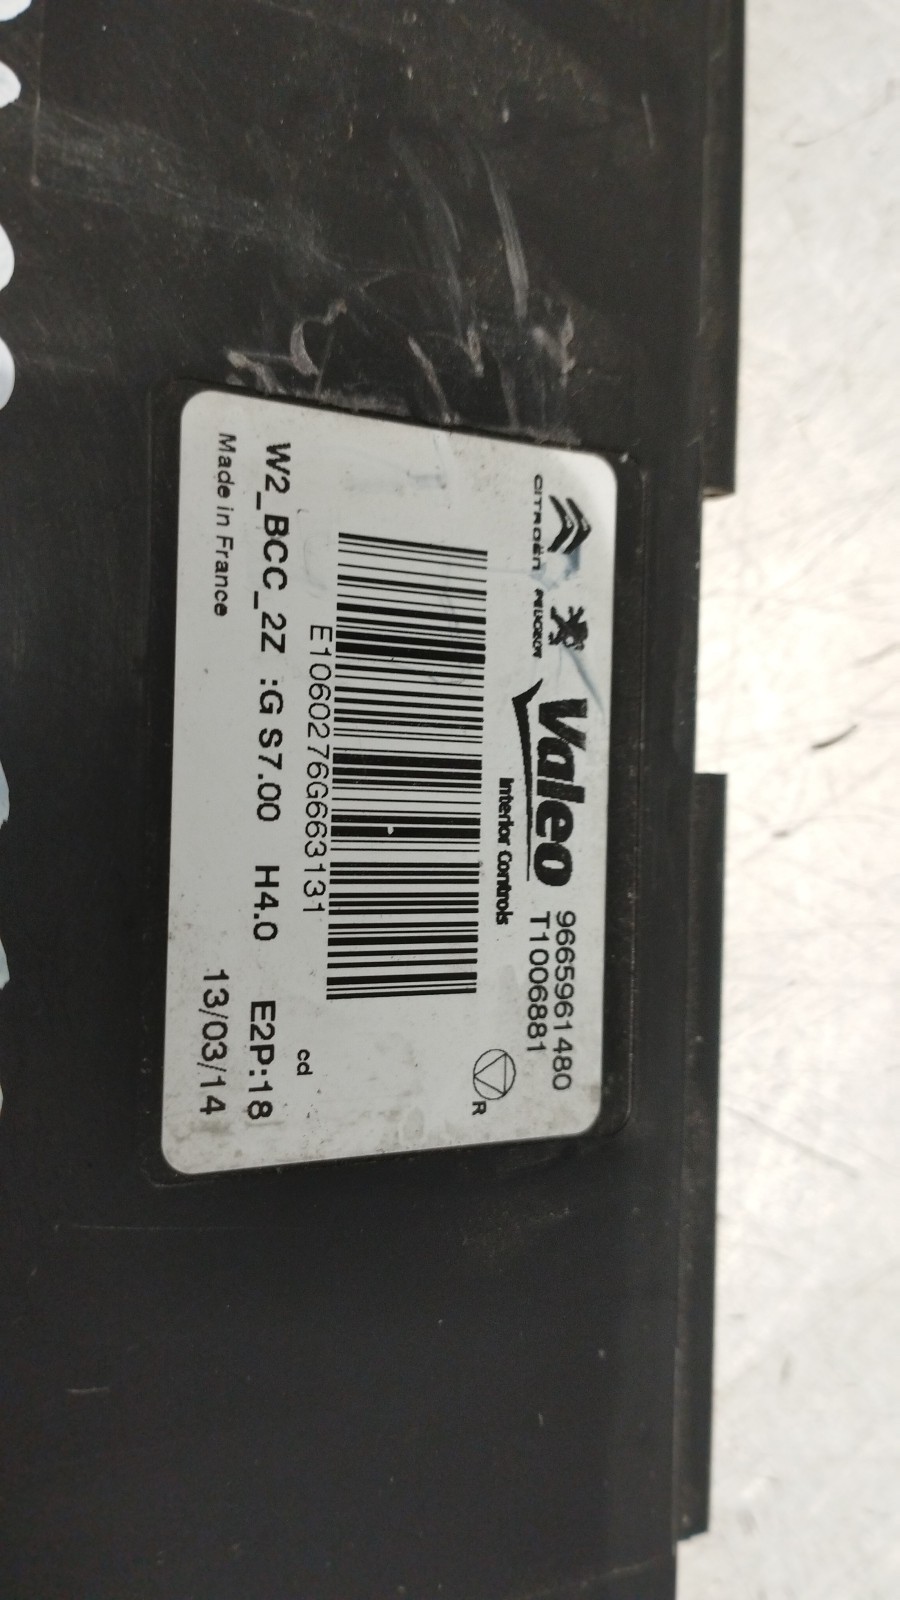 CITROËN PEUGEOT Valeo 9665961480
Interior Controls T1006881
R
E1060276G663131
cd
W2_BCC_2Z :G S7.00 H4.0 E2P:18
Made in France 13/03/14